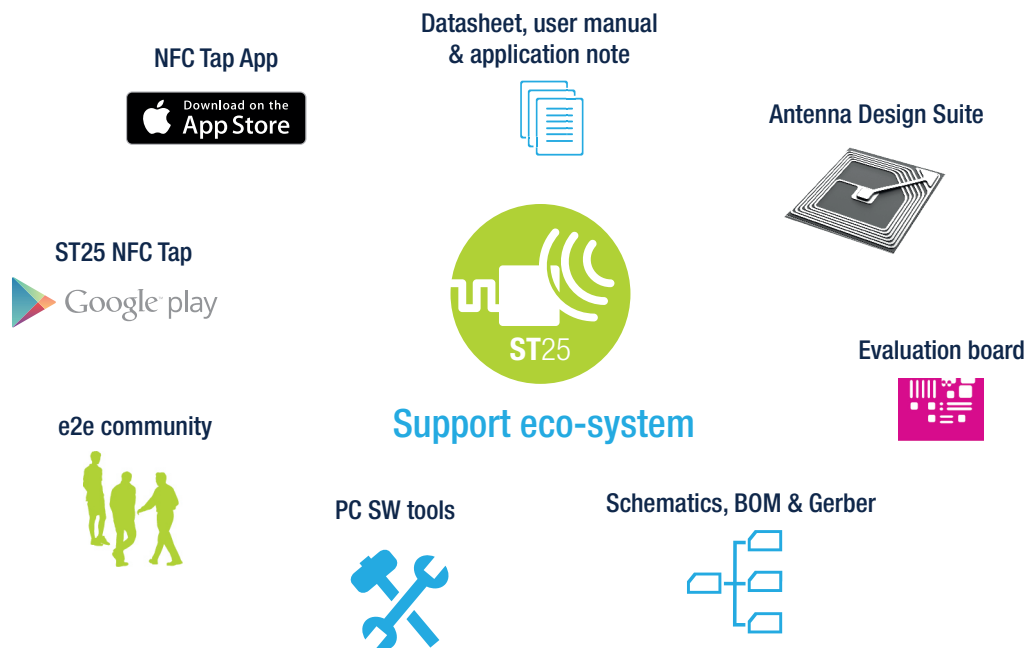 Datasheet, user manual
& application note
NFC Tap App
Download on the
App Store
Antenna Design Suite
ST25 NFC Tap
Google play
ST25
Evaluation board
Support eco-system
e2e community
PC SW tools
Schematics, BOM & Gerber